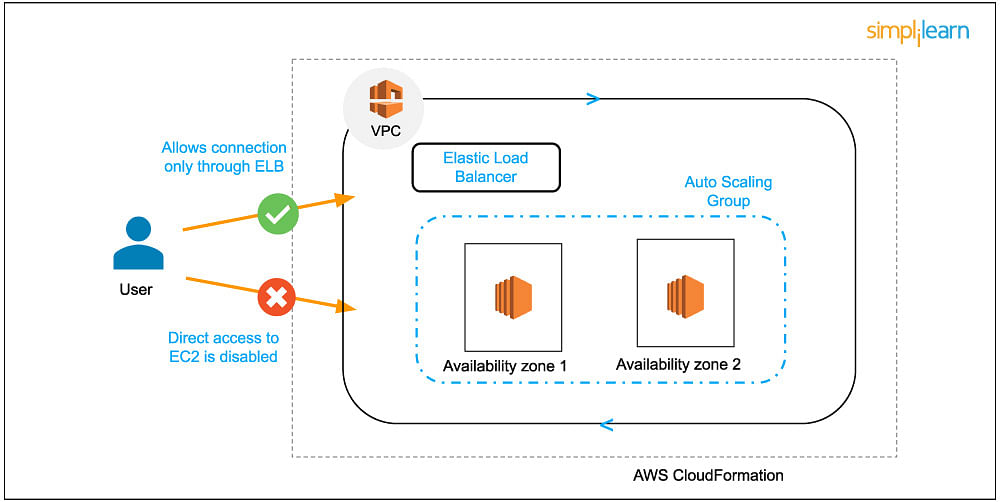 simplilearn
VPC
Allows connection
only through ELB
Elastic Load
Balancer
Auto Scaling
Group
User
Direct access to
EC2 is disabled
Availability zone 1
Availability zone 2
AWS CloudFormation